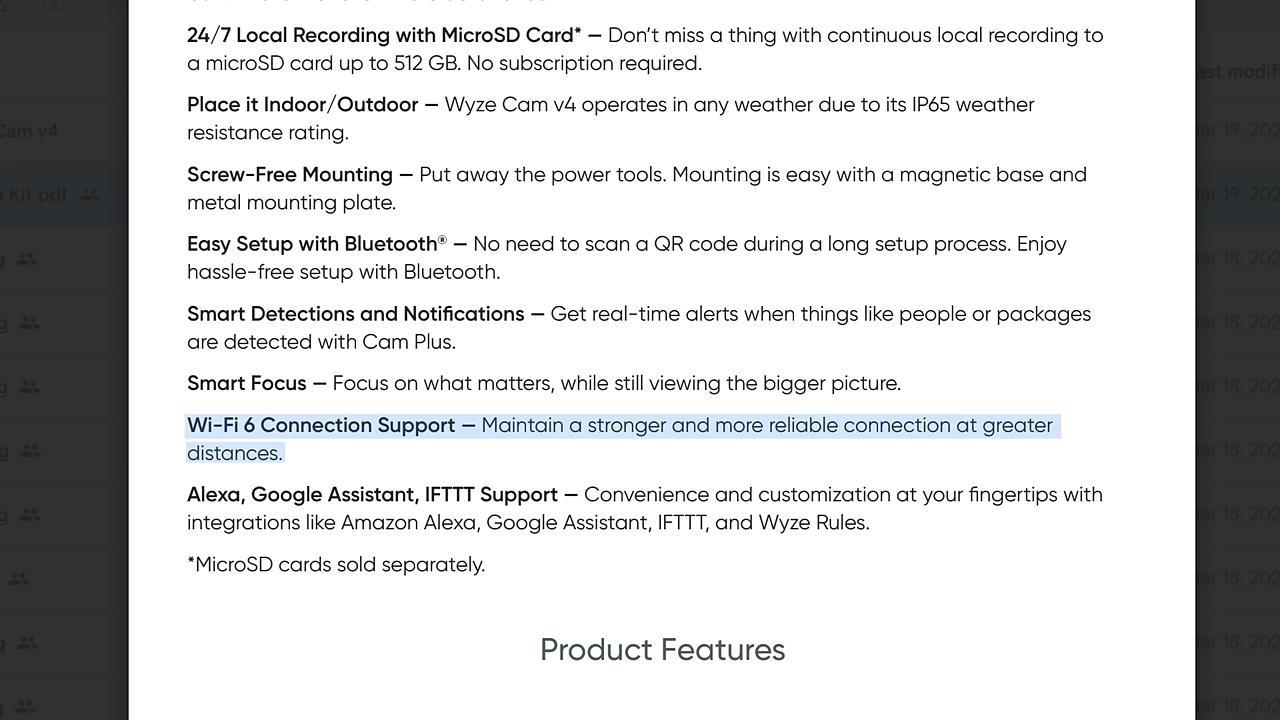 24/7 Local Recording with MicroSD Card* — Don’t miss a thing with continuous local recording to
a microSD card up to 512 GB. No subscription required.
Place it Indoor/Outdoor — Wyze Cam v4 operates in any weather due to its IP65 weather
resistance rating.
Screw-Free Mounting — Put away the power tools. Mounting is easy with a magnetic base and
metal mounting plate.
Easy Setup with Bluetooth® — No need to scan a QR code during a long setup process. Enjoy
hassle-free setup with Bluetooth.
Smart Detections and Notifications — Get real-time alerts when things like people or packages
are detected with Cam Plus.
Smart Focus — Focus on what matters, while still viewing the bigger picture.
Wi-Fi 6 Connection Support — Maintain a stronger and more reliable connection at greater
distances.
Alexa, Google Assistant, IFTTT Support — Convenience and customization at your fingertips with
integrations like Amazon Alexa, Google Assistant, IFTTT, and Wyze Rules.
*MicroSD cards sold separately.
Product Features
Cam v4
Kit.pdf